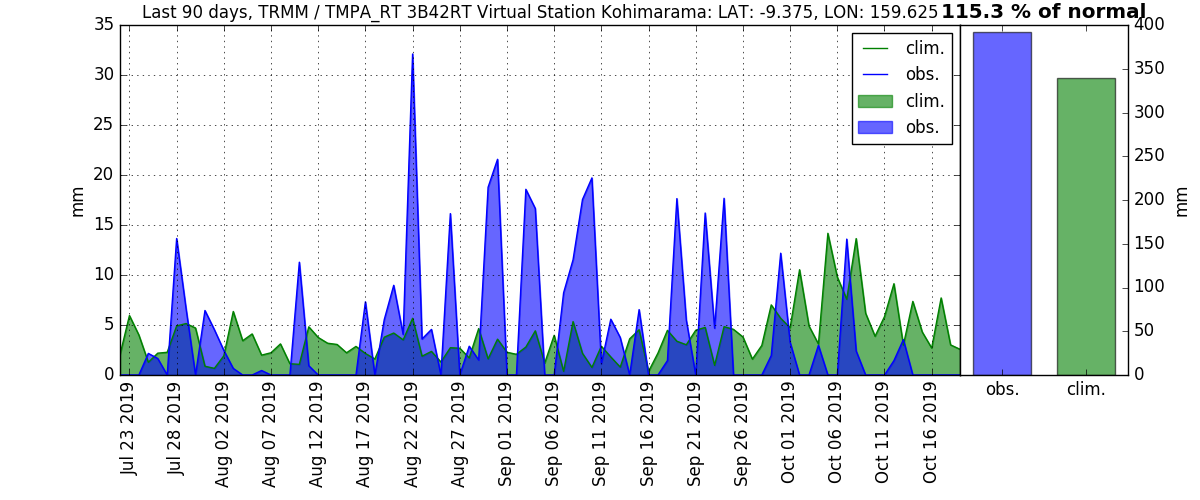 Last 90 days, TRMM / TMPA_RT 3B42RT Virtual Station Kohimarama: LAT: -9.375, LON: 159.625
115.3 % of normal
35
30
25
20
15
10
5
0
mm
clim.
obs.
clim.
obs.
Jul 23 2019
Jul 28 2019
Aug 02 2019
Aug 07 2019
Aug 12 2019
Aug 17 2019
Aug 22 2019
Aug 27 2019
Sep 01 2019
Sep 06 2019
Sep 11 2019
Sep 16 2019
Sep 21 2019
Sep 26 2019
Oct 01 2019
Oct 06 2019
Oct 11 2019
Oct 16 2019
400
350
300
250
200
150
100
50
0
mm
obs.
clim.